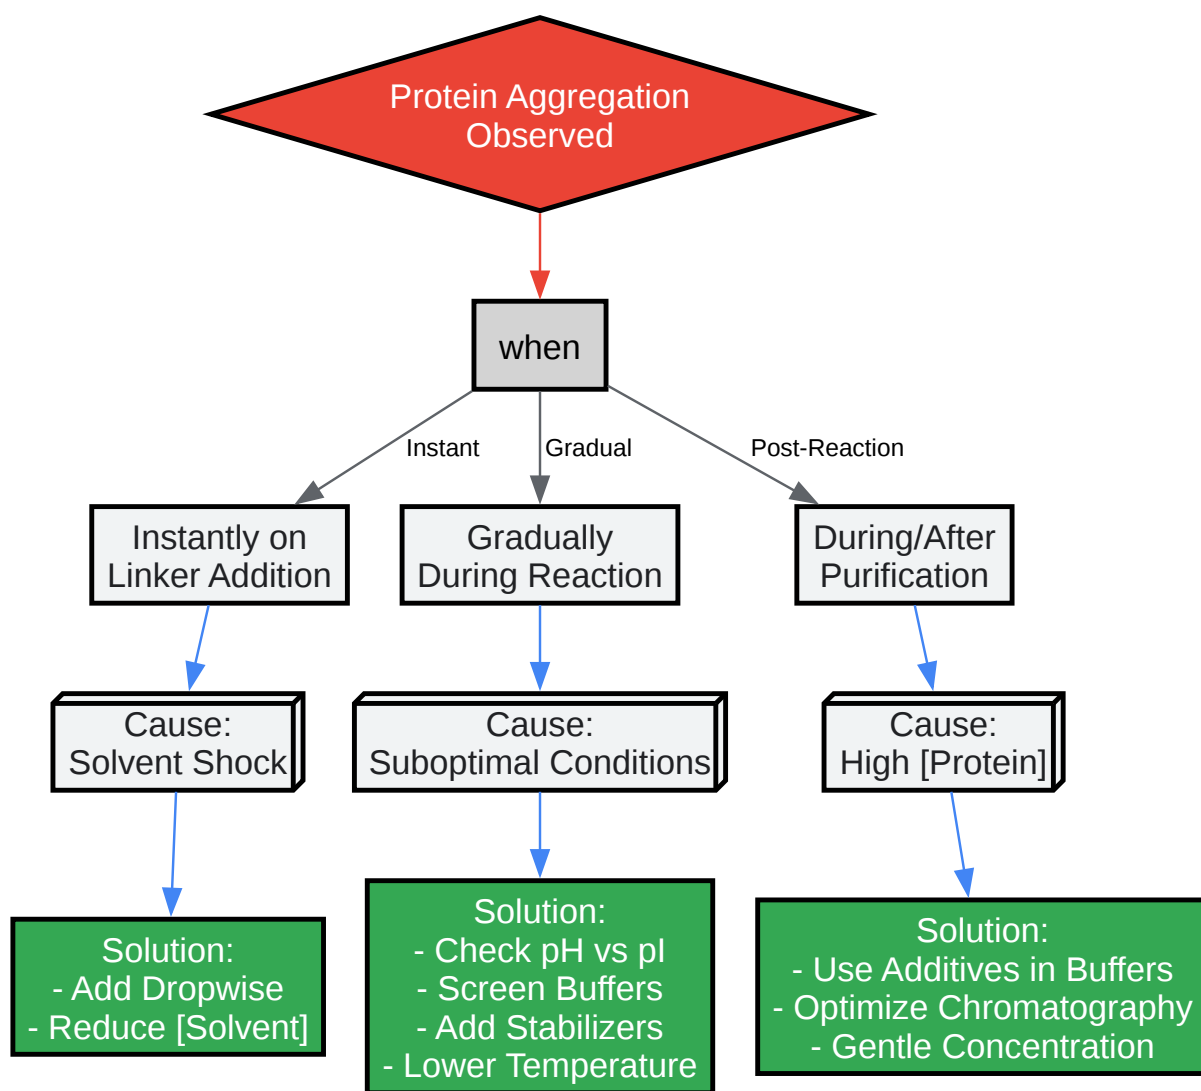 Protein Aggregation
Observed
when
Instant
Gradual
Post-Reaction
Instantly on
Linker Addition
Gradually
During Reaction
During/After
Purification
Cause:
Solvent Shock
Cause:
Suboptimal Conditions
Cause:
High [Protein]
Solution:
- Add Dropwise
- Reduce [Solvent]
Solution:
- Check pH vs pI
- Screen Buffers
- Add Stabilizers
- Lower Temperature
Solution:
- Use Additives in Buffers
- Optimize Chromatography
- Gentle Concentration